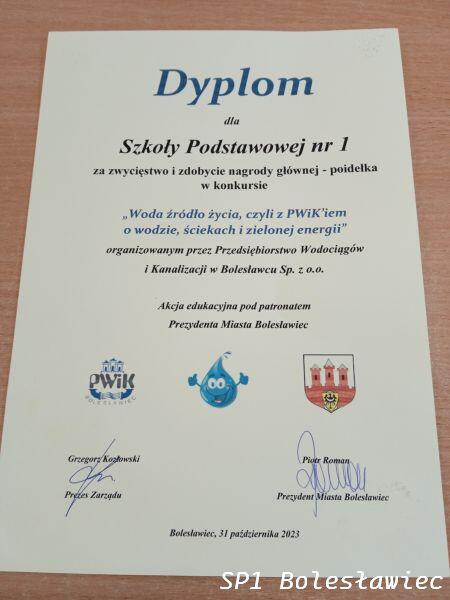 Dyplom
dla
Szkoły Podstawowej nr 1
za zwycięstwo i zdobycie nagrody głównej - poidełka
w konkursie
„Woda źródło życia, czyli z PWiK'iem
o wodzie, ściekach i zielonej energii”
organizowanym przez Przedsiębiorstwo Wodociągów
i Kanalizacji w Bolesławcu Sp. z o.o.
Akcja edukacyjna pod patronatem
Prezydenta Miasta Bolesławiec
PWiK
BOLESŁAWIEC
Grzegorz Kozłowski
Prezes Zarządu
Piotr Roman
Prezydent Miasta Bolesławiec
Bolesławiec, 31 października 2023
SP1 Bolesławiec